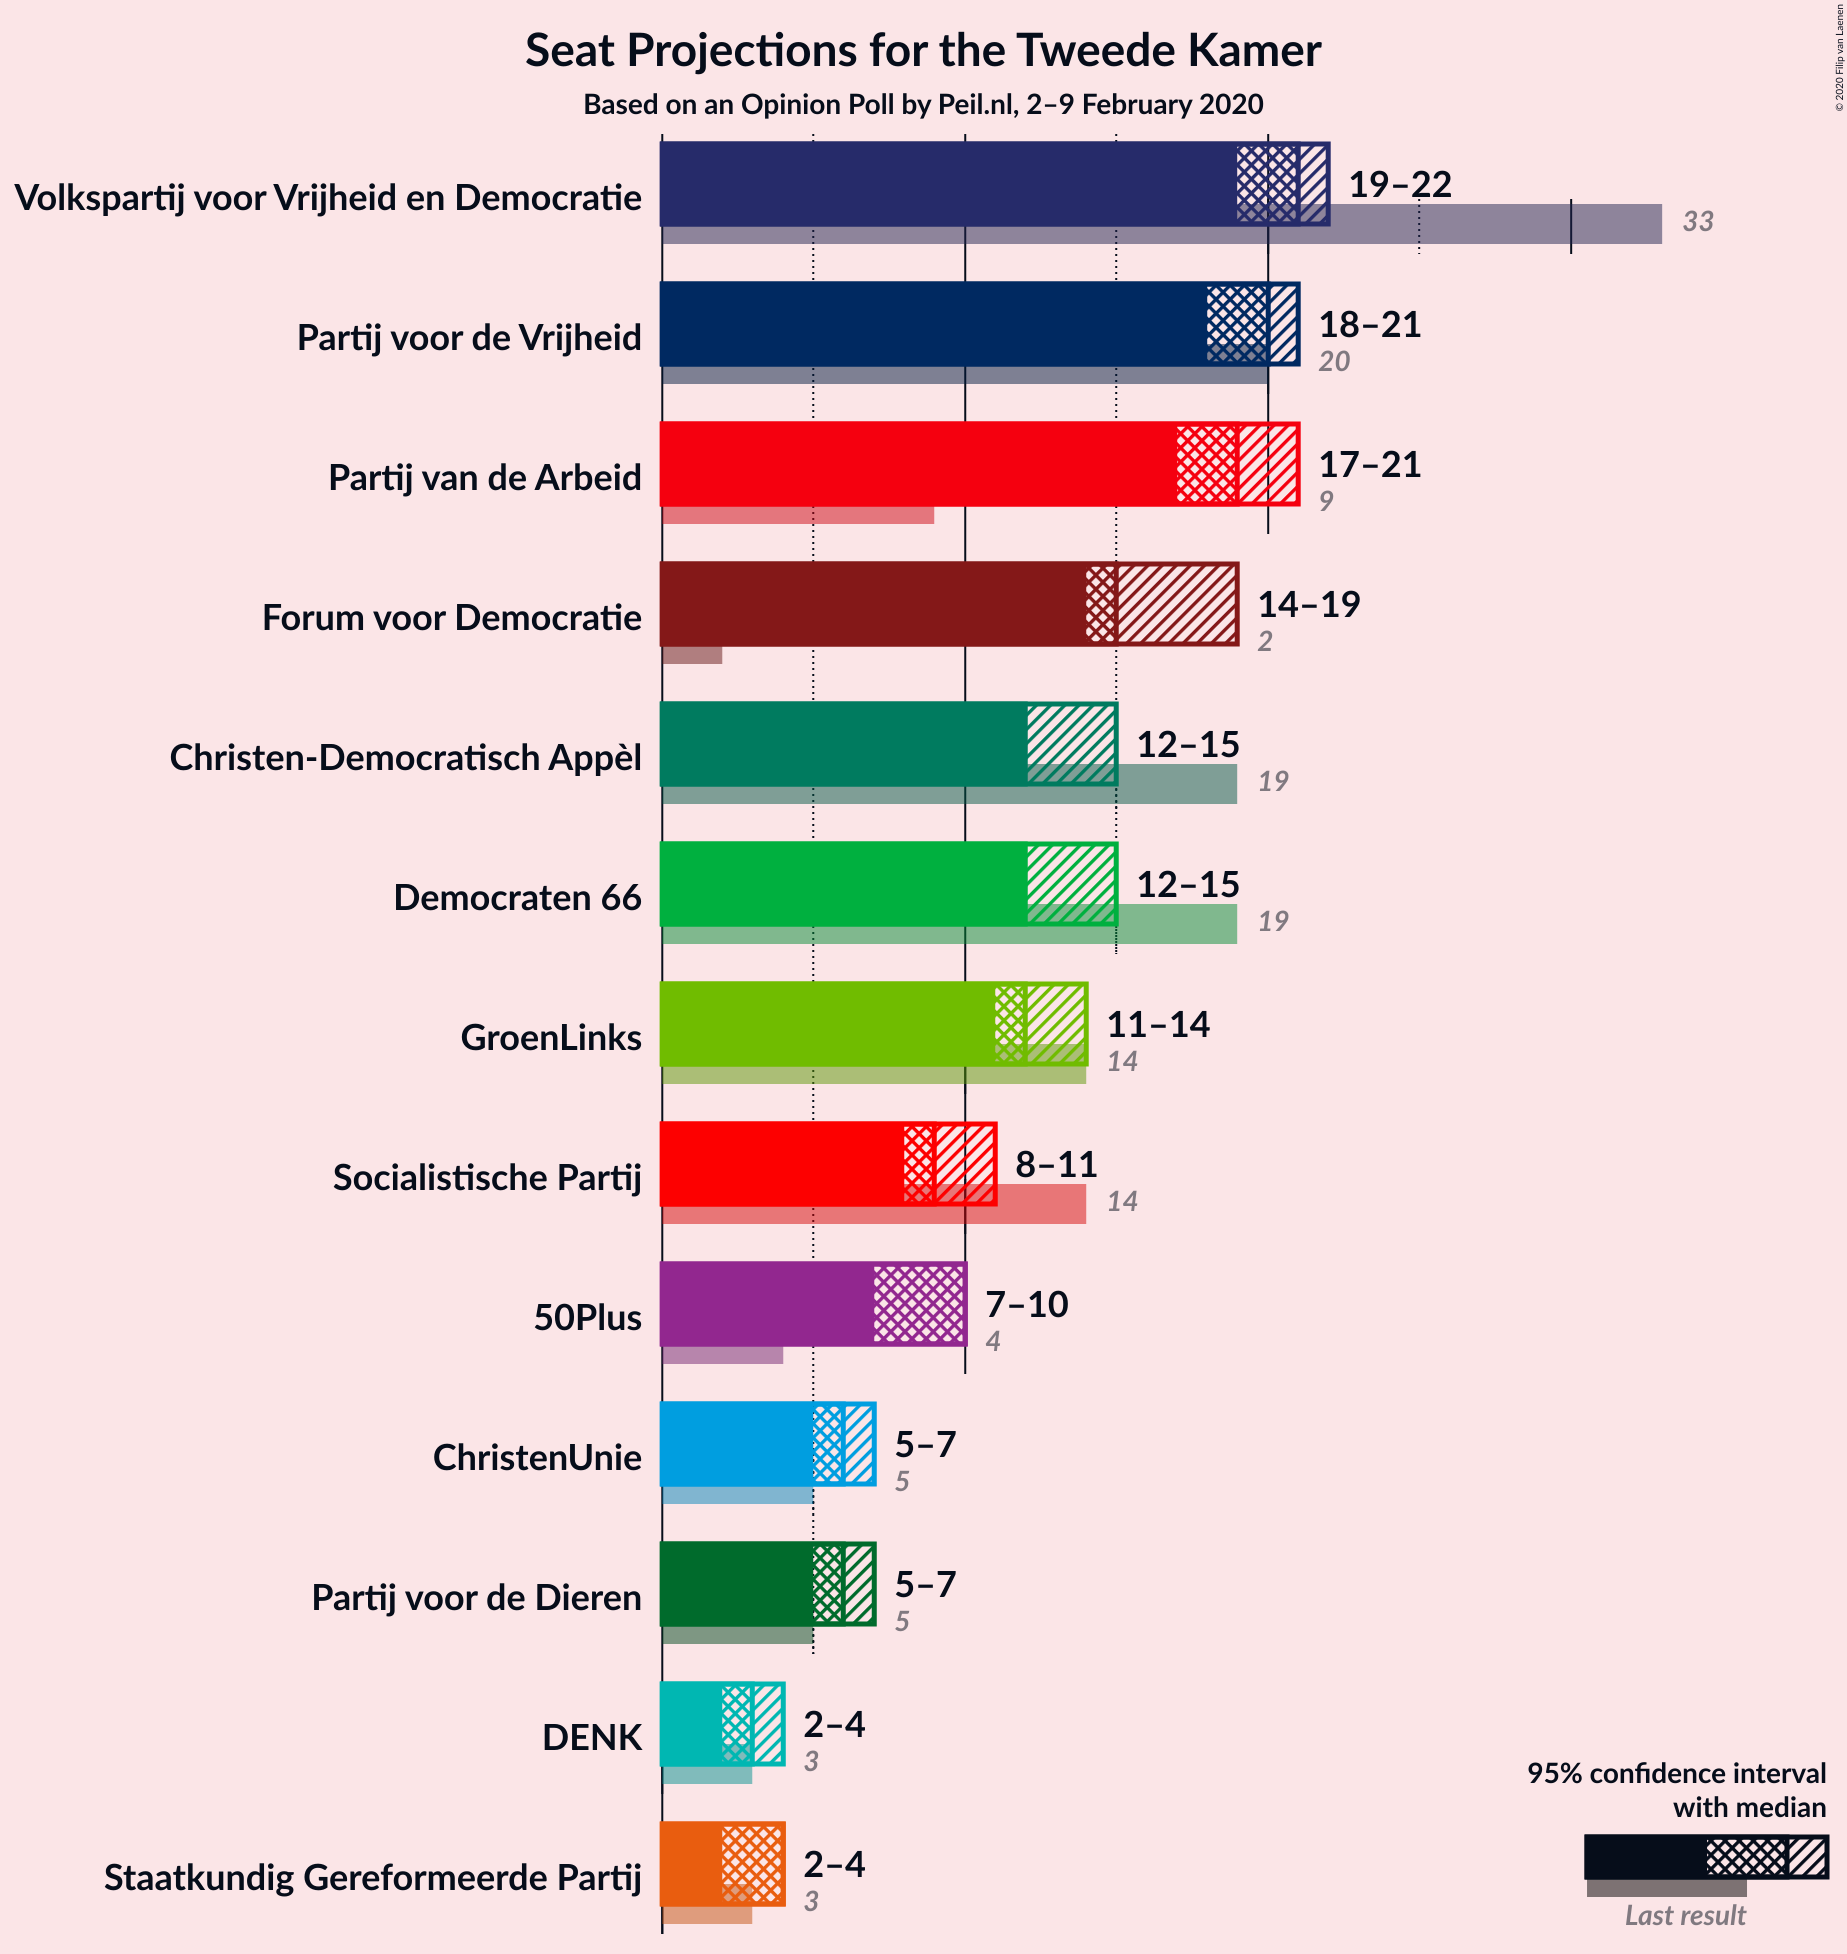 Seat Projections for the Tweede Kamer
Based on an Opinion Poll by Peil.nl, 2–9 February 2020
© 2020 Filip van Laenen
Volkspartij voor Vrijheid en Democratie
19–22
33
Partij voor de Vrijheid
18–21
20
Partij van de Arbeid
17–21
9
Forum voor Democratie
14–19
2
Christen-Democratisch Appèl
12–15
19
Democraten 66
12–15
19
GroenLinks
11–14
14
Socialistische Partij
8–11
14
50Plus
7–10
4
ChristenUnie
5–7
5
Partij voor de Dieren
5–7
5
DENK
2–4
3
Staatkundig Gereformeerde Partij
2–4
3
95% confidence interval
with median
Last result